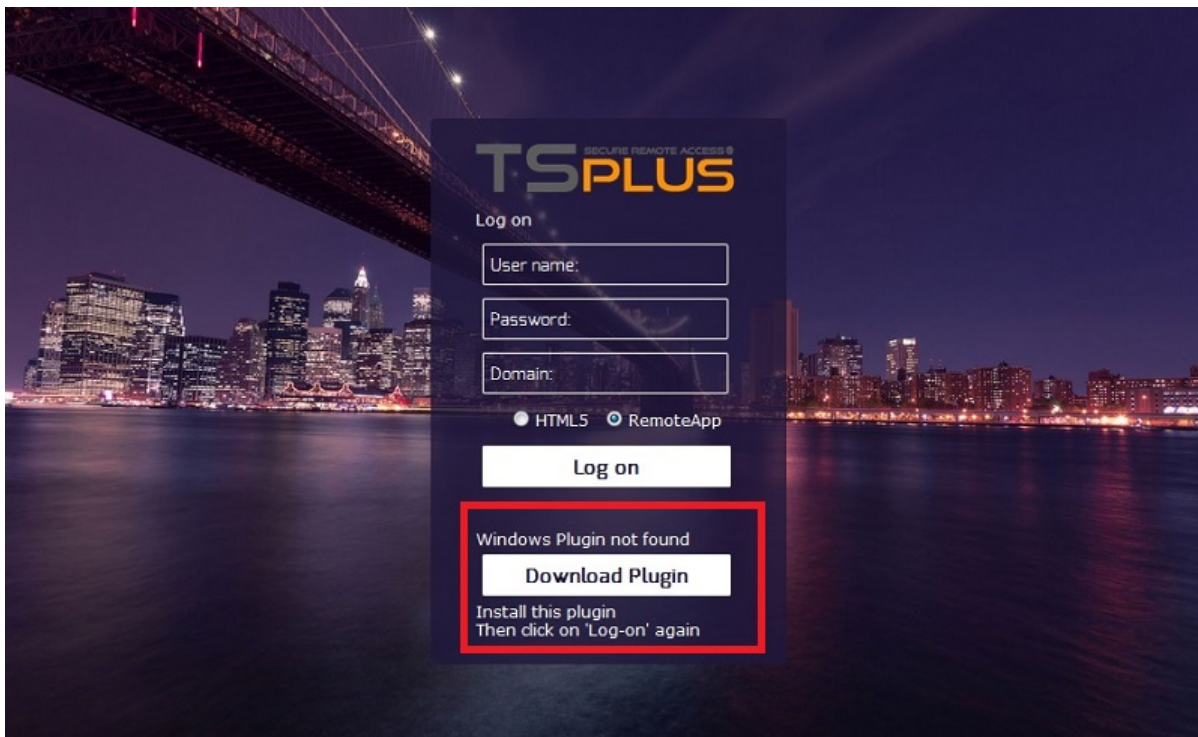 SECURE REMOTE ACCESS
TSPLUS
Log on
User name:
Password:
Domain:
HTML5 RemoteApp
Log on
Windows Plugin not found
Download Plugin
Install this plugin
Then click on 'Log-on' again